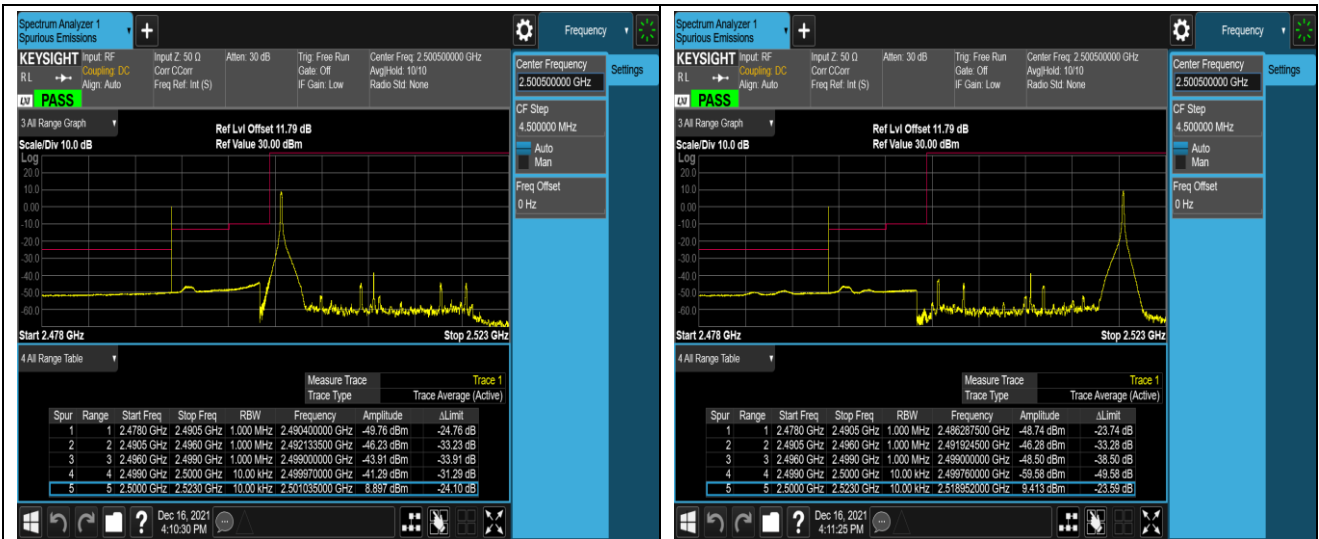 Spectrum Analyzer 1
Spurious Emissions
+
Frequency
KEYSIGHT Input: RF Input Z: 50 Ω Atten: 30 dB Trig: Free Run Center Freq: 2.500500000 GHz
RL Coupling: DC Corr CCorr Gate: Off Avg|Hold: 10/10
Align: Auto Freq Ref: Int (S) IF Gain: Low Radio Std: None
LXI PASS
Center Frequency
2.500500000 GHz
Settings
CF Step
4.500000 MHz
Auto
Man
Freq Offset
0 Hz
3 All Range Graph
Ref Lvl Offset 11.79 dB
Scale/Div 10.0 dB Ref Value 30.00 dBm
Log
20.0
10.0
0.00
-10.0
-20.0
-30.0
-40.0
-50.0
-60.0
Start 2.478 GHz Stop 2.523 GHz
4 All Range Table
Measure Trace Trace 1
Trace Type Trace Average (Active)
Spur Range Start Freq Stop Freq RBW Frequency Amplitude ΔLimit
1 1 2.4780 GHz 2.4905 GHz 1.000 MHz 2.490400000 GHz -49.76 dBm -24.76 dB
2 2 2.4905 GHz 2.4960 GHz 1.000 MHz 2.492133500 GHz -46.23 dBm -33.23 dB
3 3 2.4960 GHz 2.4990 GHz 1.000 MHz 2.499000000 GHz -43.91 dBm -33.91 dB
4 4 2.4990 GHz 2.5000 GHz 10.00 kHz 2.499970000 GHz -41.29 dBm -31.29 dB
5 5 2.5000 GHz 2.5230 GHz 10.00 kHz 2.501035000 GHz 8.897 dBm -24.10 dB
? Dec 16, 2021
4:10:30 PM
Spectrum Analyzer 1
Spurious Emissions
+
Frequency
KEYSIGHT Input: RF Input Z: 50 Ω Atten: 30 dB Trig: Free Run Center Freq: 2.500500000 GHz
RL Coupling: DC Corr CCorr Gate: Off Avg|Hold: 10/10
Align: Auto Freq Ref: Int (S) IF Gain: Low Radio Std: None
LXI PASS
Center Frequency
2.500500000 GHz
Settings
CF Step
4.500000 MHz
Auto
Man
Freq Offset
0 Hz
3 All Range Graph
Ref Lvl Offset 11.79 dB
Scale/Div 10.0 dB Ref Value 30.00 dBm
Log
20.0
10.0
0.00
-10.0
-20.0
-30.0
-40.0
-50.0
-60.0
Start 2.478 GHz Stop 2.523 GHz
4 All Range Table
Measure Trace Trace 1
Trace Type Trace Average (Active)
Spur Range Start Freq Stop Freq RBW Frequency Amplitude ΔLimit
1 1 2.4780 GHz 2.4905 GHz 1.000 MHz 2.486287500 GHz -48.74 dBm -23.74 dB
2 2 2.4905 GHz 2.4960 GHz 1.000 MHz 2.491924500 GHz -46.28 dBm -33.28 dB
3 3 2.4960 GHz 2.4990 GHz 1.000 MHz 2.499000000 GHz -48.50 dBm -38.50 dB
4 4 2.4990 GHz 2.5000 GHz 10.00 kHz 2.499760000 GHz -59.58 dBm -49.58 dB
5 5 2.5000 GHz 2.5230 GHz 10.00 kHz 2.518952000 GHz 9.413 dBm -23.59 dB
? Dec 16, 2021
4:11:25 PM